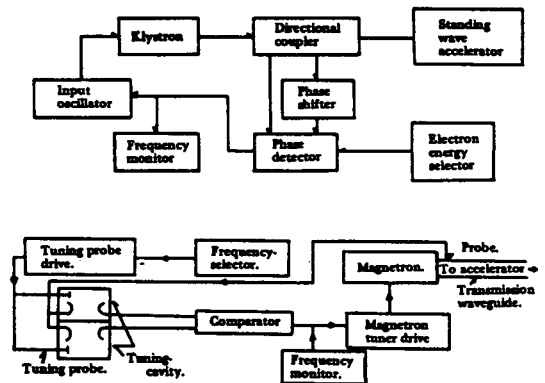 Klystron
Directional
coupler
Standing
wave
accelerator
Input
oscillator
Phase
shifter
Frequency
monitor
Phase
detector
Electron
energy
selector
Tuning probe
drive.
Frequency-
selector.
Probe.
Magnetron.
To accelerator
Transmission
waveguide.
Comparator
Magnetron
tuner drive
Tuning probe.
Tuning-
cavity.
Frequency
monitor.